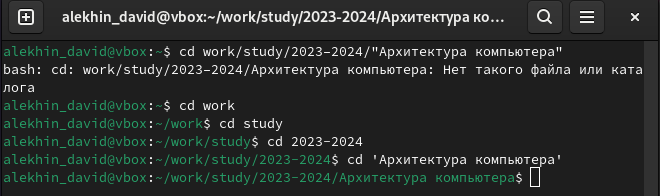 alekhin_david@vbox:~/work/study/2023-2024/Архитектура ко...
alekhin_david@vbox:~$ cd work/study/2023–2024/"Архитектура компьютера"
bash: cd: work/study/2023–2024/Архитектура компьютера: Нет такого файла или ката
лога
alekhin_david@vbox:~$ cd work
alekhin_david@vbox:~/work$ cd study
alekhin_david@vbox:~/work/study$ cd 2023-2024
alekhin_david@vbox:~/work/study/2023-2024$ cd 'Архитектура компьютера'
alekhin_david@vbox:~/work/study/2023-2024/Архитектура компьютера$